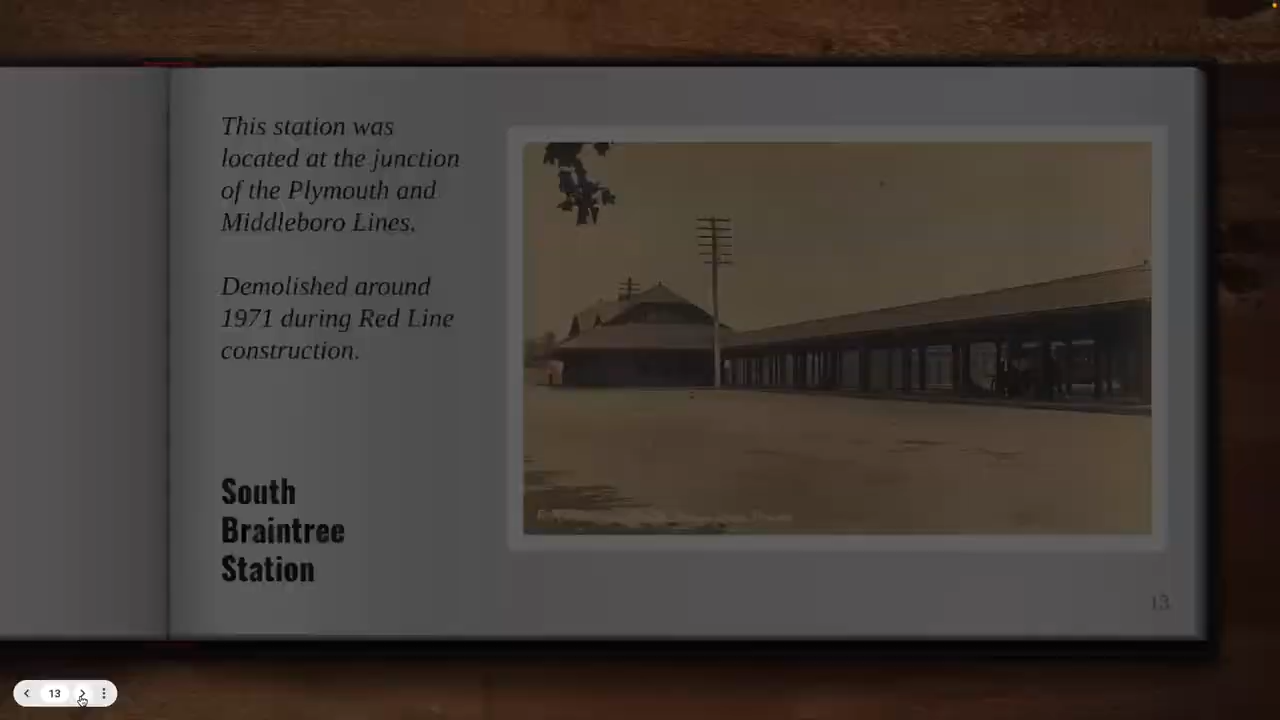 This station was
located at the junction
of the Plymouth and
Middleboro Lines.
Demolished around
1971 during Red Line
construction.
South
Braintree
Station
13
13